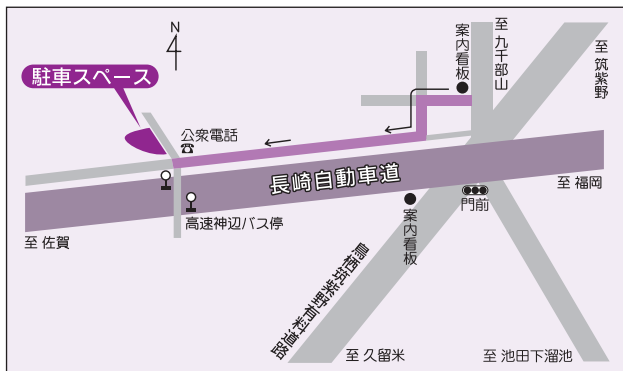 N
駐車スペース
公衆電話
案内看板
至 九千部山
至 筑紫野
長崎自動車道
至 福岡
門前
案内看板
高速神辺バス停
至 佐賀
鳥栖筑紫野有料道路
至 久留米
至 池田下溜池